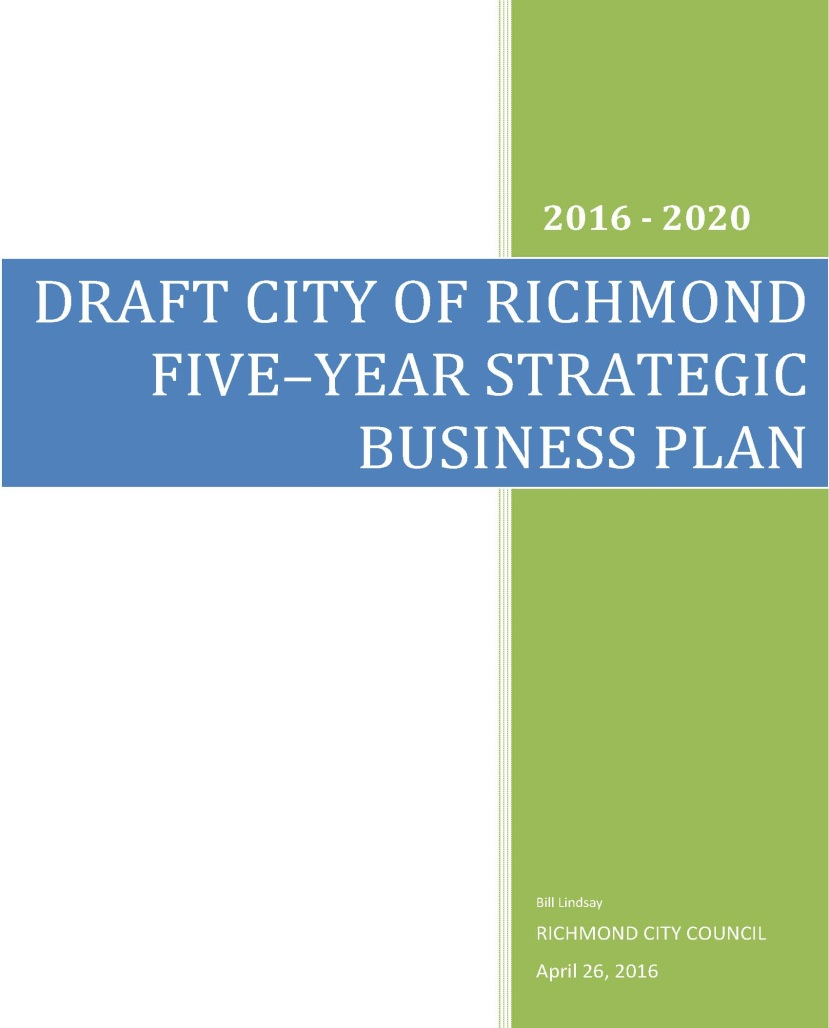 2016 - 2020
DRAFT CITY OF RICHMOND
FIVE–YEAR STRATEGIC
BUSINESS PLAN
Bill Lindsay
RICHMOND CITY COUNCIL
April 26, 2016